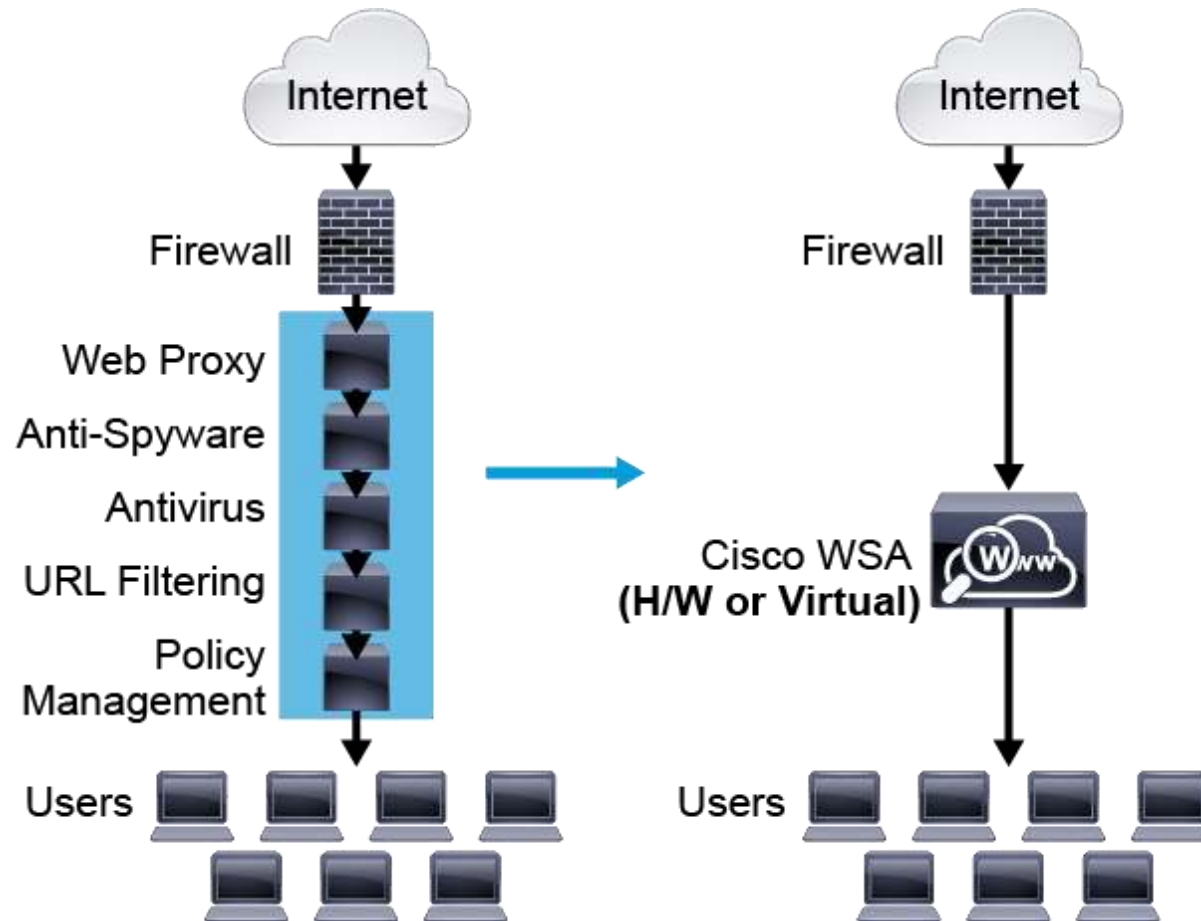 Internet
Firewall
Web Proxy
Anti-Spyware
Antivirus
URL Filtering
Policy
Management
Users
Internet
Firewall
Cisco WSA
(H/W or Virtual)
Www
Users